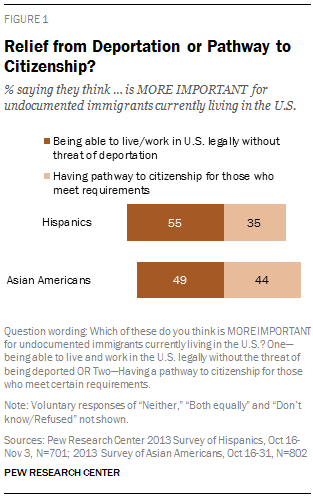 FIGURE 1
Relief from Deportation or Pathway to
Citizenship?
% saying they think ... is MORE IMPORTANT for
undocumented immigrants currently living in the U.S.
Being able to live/work in U.S. legally without
threat of deportation
Having pathway to citizenship for those who
meet requirements
Hispanics 55 35
Asian Americans 49 44
Question wording: Which of these do you think is MORE IMPORTANT
for undocumented immigrants currently living in the U.S.? One—
being able to live and work in the U.S. legally without the threat of
being deported OR Two—Having a pathway to citizenship for those
who meet certain requirements.
Note: Voluntary responses of “Neither,” “Both equally” and “Don’t
know/Refused” not shown.
Sources: Pew Research Center 2013 Survey of Hispanics, Oct 16-
Nov 3, N=701; 2013 Survey of Asian Americans, Oct 16-31, N=802
PEW RESEARCH CENTER